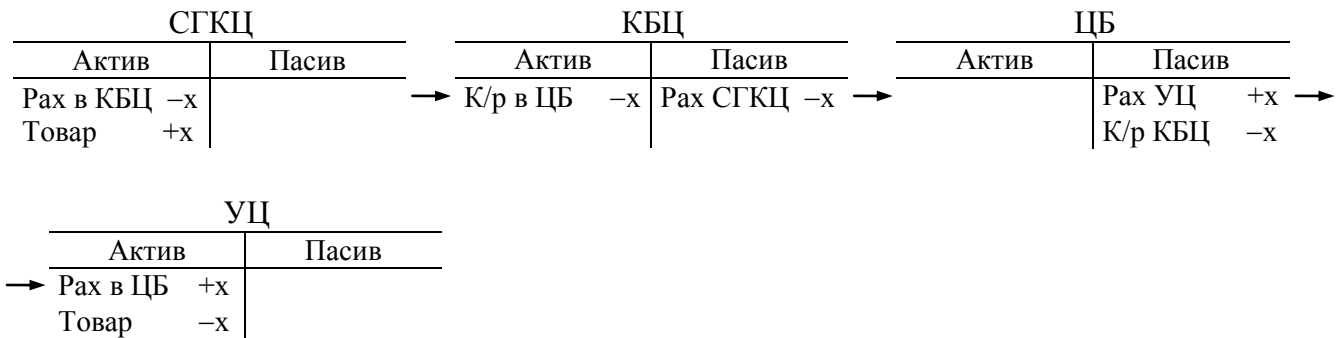 СГКЦ КБЦ ЦБ
Актив Пасив Актив Пасив Актив Пасив
Рах в КБЦ –х К/р в ЦБ –х Рах СГКЦ –х Рах УЦ +х
Товар +х К/р КБЦ –х
УЦ
Актив Пасив
Рах в ЦБ +х
Товар –х